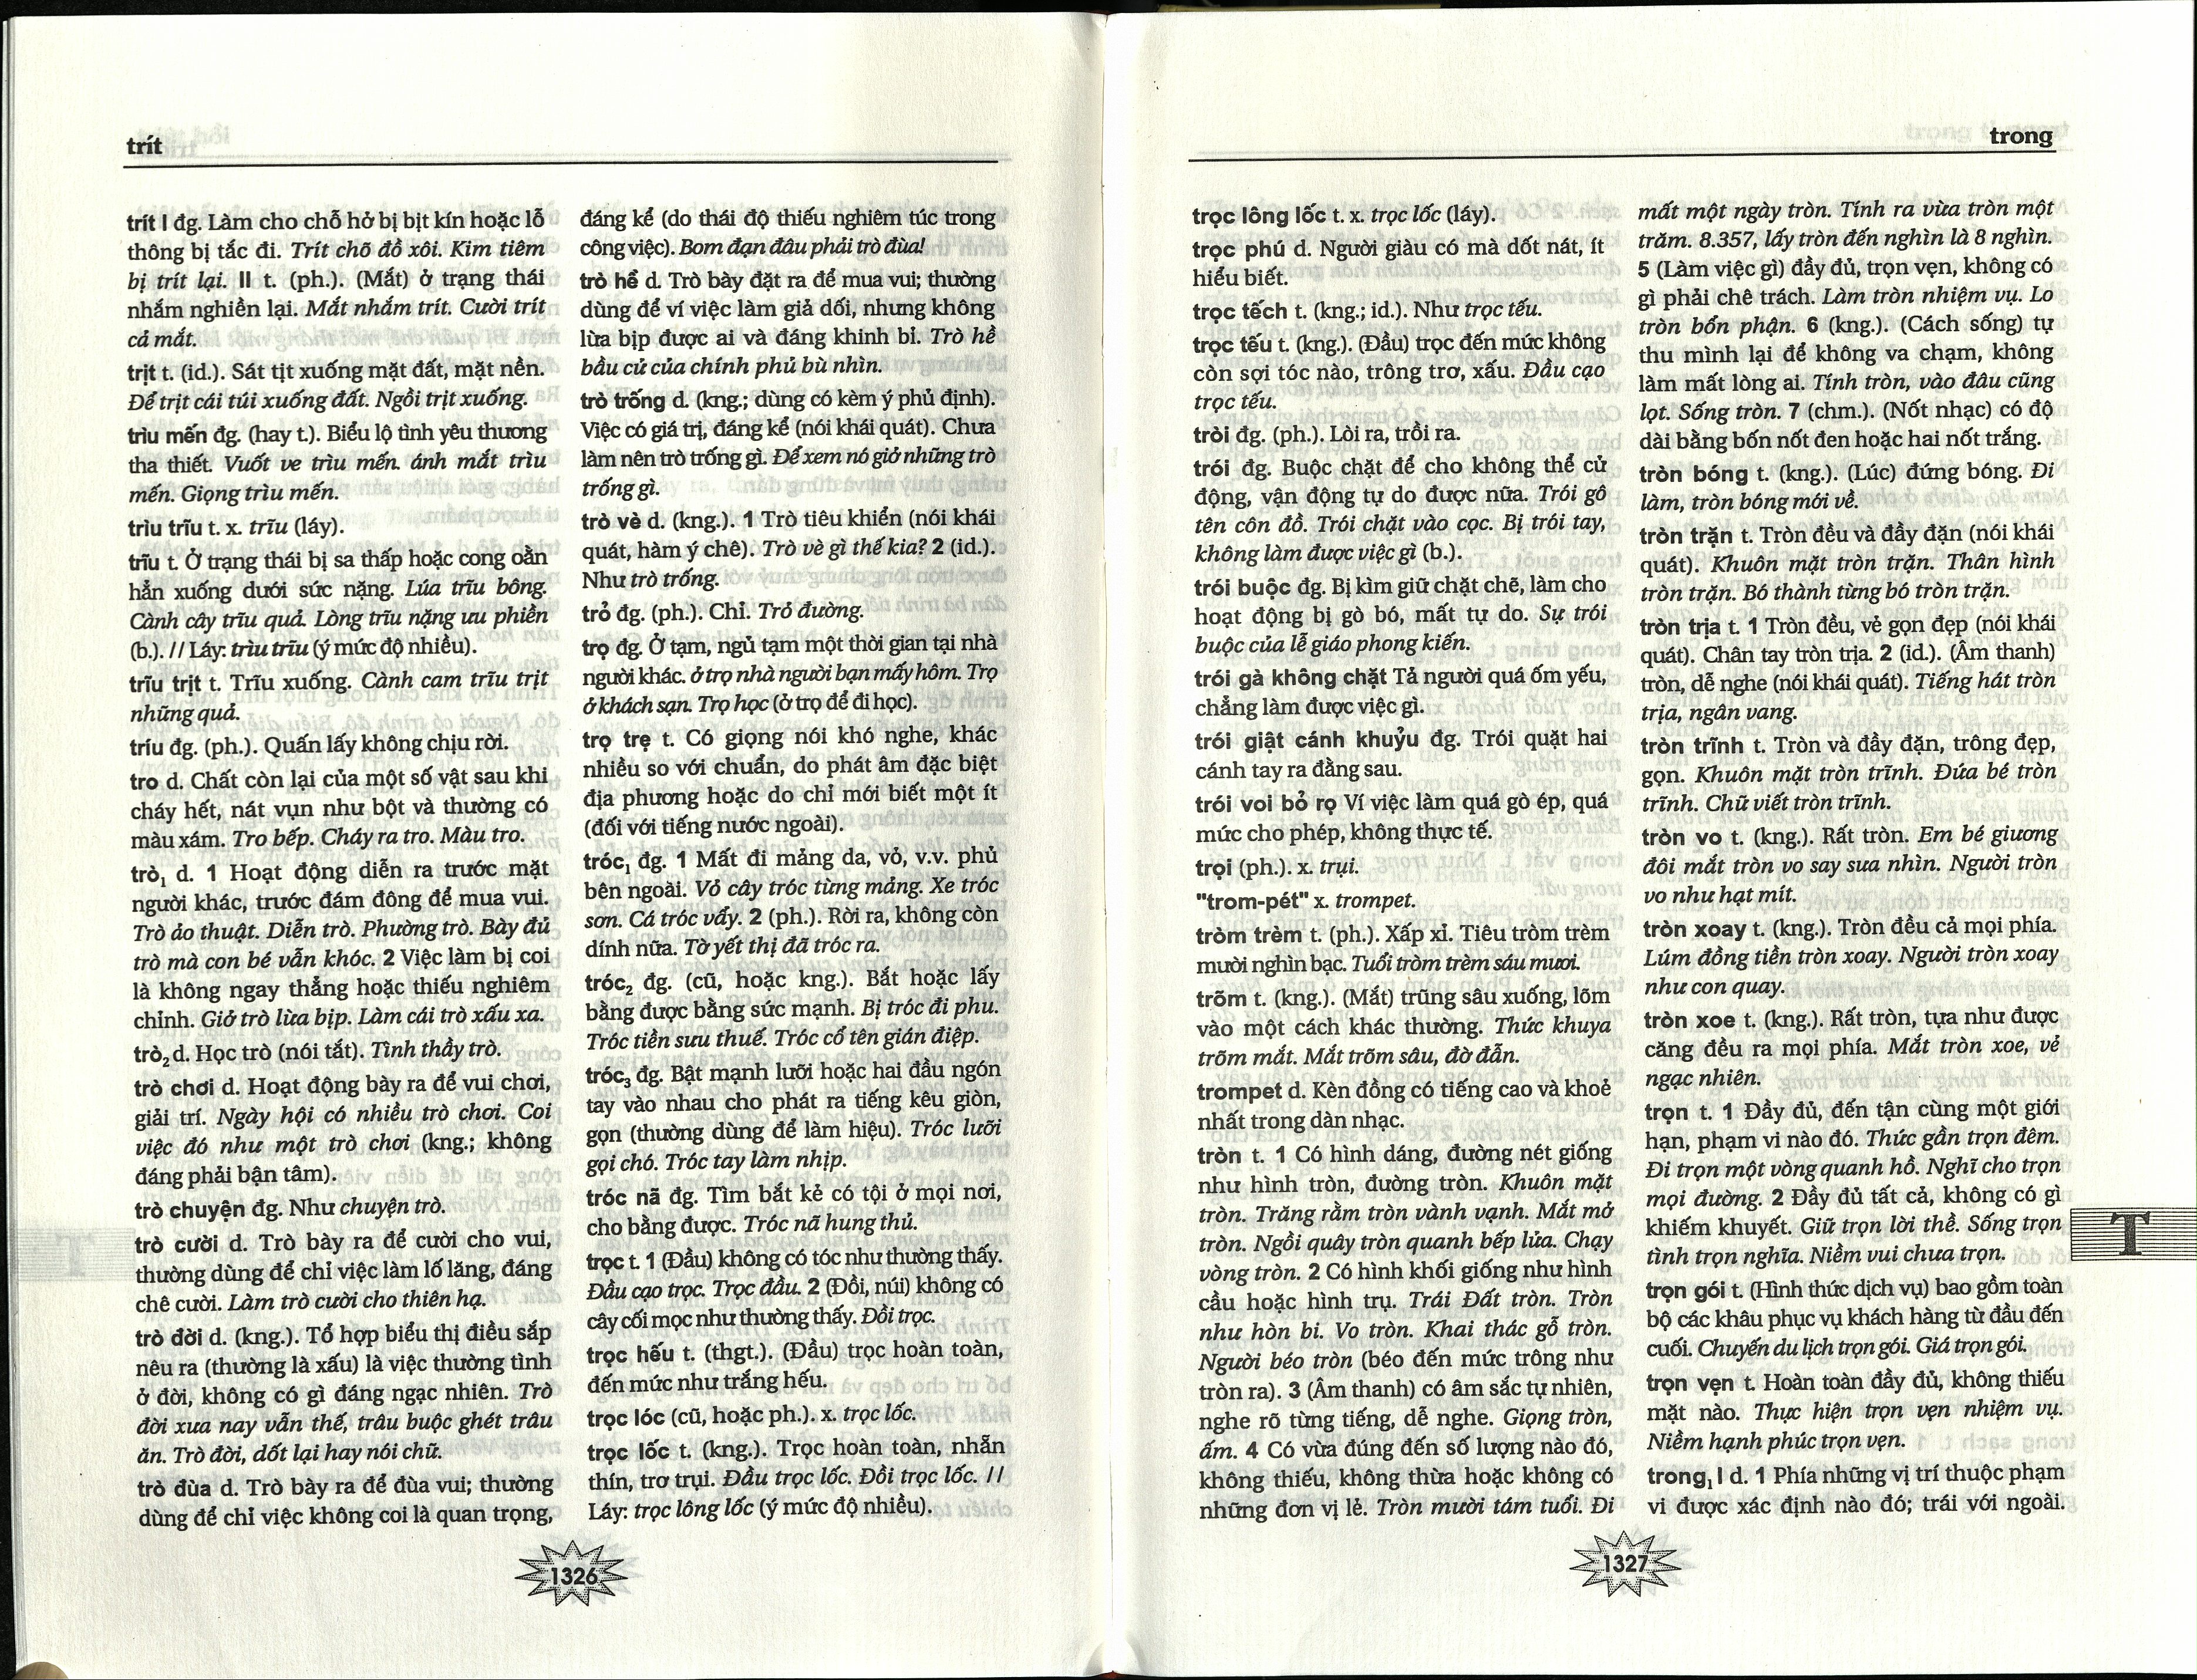 trít
trít I đg. Làm cho chỗ hở bị bịt kín hoặc lỗ
thông bị tắc đi. Trít chõ đồ xôi. Kim tiêm
bị trít lại. II t. (ph.). (Mắt) ở trạng thái
nhắm nghiền lại. Mắt nhắm trít. Cười trít
cả mắt.
trịt t. (id.). Sát tịt xuống mặt đất, mặt nền.
Để trịt cái túi xuống đất. Ngồi trịt xuống.
trìu mến đg. (hay t.). Biểu lộ tình yêu thương
tha thiết. Vuốt ve trìu mến. ánh mắt trìu
mến. Giọng trìu mến.
trìu trĩu t. x. trĩu (láy).
trĩu t. Ở trạng thái bị sa thấp hoặc cong oằn
hẳn xuống dưới sức nặng. Lúa trĩu bông.
Cành cây trĩu quả. Lòng trĩu nặng ưu phiền
(b.). // Láy: trìu trĩu (ý mức độ nhiều).
trĩu trịt t. Trĩu xuống. Cành cam trĩu trịt
những quả.
tríu đg. (ph.). Quấn lấy không chịu rời.
tro d. Chất còn lại của một số vật sau khi
cháy hết, nát vụn như bột và thường có
màu xám. Tro bếp. Cháy ra tro. Màu tro.
trò₁ d. 1 Hoạt động diễn ra trước mặt
người khác, trước đám đông để mua vui.
Trò ảo thuật. Diễn trò. Phường trò. Bày đủ
trò mà con bé vẫn khóc. 2 Việc làm bị coi
là không ngay thẳng hoặc thiếu nghiêm
chỉnh. Giở trò lừa bịp. Làm cái trò xấu xa.
trò₂ d. Học trò (nói tắt). Tình thầy trò.
trò chơi d. Hoạt động bày ra để vui chơi,
giải trí. Ngày hội có nhiều trò chơi. Coi
việc đó như một trò chơi (kng.; không
đáng phải bận tâm).
trò chuyện đg. Như chuyện trò.
trò cười d. Trò bày ra để cười cho vui,
thường dùng để chỉ việc làm lố lăng, đáng
chê cười. Làm trò cười cho thiên hạ.
trò đời d. (kng.). Tổ hợp biểu thị điều sắp
nêu ra (thường là xấu) là việc thường tình
ở đời, không có gì đáng ngạc nhiên. Trò
đời xưa nay vẫn thế, trâu buộc ghét trâu
ăn. Trò đời, dốt lại hay nói chữ.
trò đùa d. Trò bày ra để đùa vui; thường
dùng để chỉ việc không coi là quan trọng,
đáng kể (do thái độ thiếu nghiêm túc trong
công việc). Bom đạn đâu phải trò đùa!
trò hề d. Trò bày đặt ra để mua vui; thường
dùng để ví việc làm giả dối, nhưng không
lừa bịp được ai và đáng khinh bỉ. Trò hề
bầu cử của chính phủ bù nhìn.
trò trống d. (kng.; dùng có kèm ý phủ định).
Việc có giá trị, đáng kể (nói khái quát). Chưa
làm nên trò trống gì. Để xem nó giở những trò
trống gì.
trò vè d. (kng.). 1 Trò tiêu khiển (nói khái
quát, hàm ý chê). Trò vè gì thế kia? 2 (id.).
Như trò trống.
trỏ đg. (ph.). Chỉ. Trỏ đường.
trọ đg. Ở tạm, ngủ tạm một thời gian tại nhà
người khác. ở trọ nhà người bạn mấy hôm. Trọ
ở khách sạn. Trọ học (ở trọ để đi học).
trọ trẹ t. Có giọng nói khó nghe, khác
nhiều so với chuẩn, do phát âm đặc biệt
địa phương hoặc do chỉ mới biết một ít
(đối với tiếng nước ngoài).
tróc₁ đg. 1 Mất đi mảng da, vỏ, v.v. phủ
bên ngoài. Vỏ cây tróc từng mảng. Xe tróc
sơn. Cá tróc vẩy. 2 (ph.). Rời ra, không còn
dính nữa. Tờ yết thị đã tróc ra.
tróc₂ đg. (cũ, hoặc kng.). Bắt hoặc lấy
bằng được bằng sức mạnh. Bị tróc đi phu.
Tróc tiền sưu thuế. Tróc cổ tên gián điệp.
tróc₃ đg. Bật mạnh lưỡi hoặc hai đầu ngón
tay vào nhau cho phát ra tiếng kêu giòn,
gọn (thường dùng để làm hiệu). Tróc lưỡi
gọi chó. Tróc tay làm nhịp.
tróc nã đg. Tìm bắt kẻ có tội ở mọi nơi,
cho bằng được. Tróc nã hung thủ.
trọc t. 1 (Đầu) không có tóc như thường thấy.
Đầu cạo trọc. Trọc đầu. 2 (Đồi, núi) không có
cây cối mọc như thường thấy. Đồi trọc.
trọc hếu t. (thgt.). (Đầu) trọc hoàn toàn,
đến mức như trắng hếu.
trọc lóc (cũ, hoặc ph.). x. trọc lốc.
trọc lốc t. (kng.). Trọc hoàn toàn, nhẵn
thín, trơ trụi. Đầu trọc lốc. Đồi trọc lốc. //
Láy: trọc lông lốc (ý mức độ nhiều).
1326
trong
trọc lông lốc t. x. trọc lốc (láy).
trọc phú d. Người giàu có mà dốt nát, ít
hiểu biết.
trọc tếch t. (kng.; id.). Như trọc tếu.
trọc tếu t. (kng.). (Đầu) trọc đến mức không
còn sợi tóc nào, trông trơ, xấu. Đầu cạo
trọc tếu.
tròi đg. (ph.). Lòi ra, trồi ra.
trói đg. Buộc chặt để cho không thể cử
động, vận động tự do được nữa. Trói gô
tên côn đồ. Trói chặt vào cọc. Bị trói tay,
không làm được việc gì (b.).
trói buộc đg. Bị kìm giữ chặt chẽ, làm cho
hoạt động bị gò bó, mất tự do. Sự trói
buộc của lễ giáo phong kiến.
trói gà không chặt Tả người quá ốm yếu,
chẳng làm được việc gì.
trói giật cánh khuỷu đg. Trói quặt hai
cánh tay ra đằng sau.
trói voi bỏ rọ Ví việc làm quá gò ép, quá
mức cho phép, không thực tế.
trọi (ph.). x. trụi.
"trom-pét" x. trompet.
tròm trèm t. (ph.). Xấp xỉ. Tiêu tròm trèm
mười nghìn bạc. Tuổi tròm trèm sáu mươi.
trõm t. (kng.). (Mắt) trũng sâu xuống, lõm
vào một cách khác thường. Thức khuya
trõm mắt. Mắt trõm sâu, đờ đẫn.
trompet d. Kèn đồng có tiếng cao và khoẻ
nhất trong dàn nhạc.
tròn t. 1 Có hình dáng, đường nét giống
như hình tròn, đường tròn. Khuôn mặt
tròn. Trăng rằm tròn vành vạnh. Mắt mở
tròn. Ngồi quây tròn quanh bếp lửa. Chạy
vòng tròn. 2 Có hình khối giống như hình
cầu hoặc hình trụ. Trái Đất tròn. Tròn
như hòn bi. Vo tròn. Khai thác gỗ tròn.
Người béo tròn (béo đến mức trông như
tròn ra). 3 (Âm thanh) có âm sắc tự nhiên,
nghe rõ từng tiếng, dễ nghe. Giọng tròn,
ấm. 4 Có vừa đúng đến số lượng nào đó,
không thiếu, không thừa hoặc không có
những đơn vị lẻ. Tròn mười tám tuổi. Đi
mất một ngày tròn. Tính ra vừa tròn một
trăm. 8.357, lấy tròn đến nghìn là 8 nghìn.
5 (Làm việc gì) đầy đủ, trọn vẹn, không có
gì phải chê trách. Làm tròn nhiệm vụ. Lo
tròn bổn phận. 6 (kng.). (Cách sống) tự
thu mình lại để không va chạm, không
làm mất lòng ai. Tính tròn, vào đâu cũng
lọt. Sống tròn. 7 (chm.). (Nốt nhạc) có độ
dài bằng bốn nốt đen hoặc hai nốt trắng.
tròn bóng t. (kng.). (Lúc) đứng bóng. Đi
làm, tròn bóng mới về.
tròn trặn t. Tròn đều và đầy đặn (nói khái
quát). Khuôn mặt tròn trặn. Thân hình
tròn trặn. Bó thành từng bó tròn trặn.
tròn trịa t. 1 Tròn đều, vẻ gọn đẹp (nói khái
quát). Chân tay tròn trịa. 2 (id.). (Âm thanh)
tròn, dễ nghe (nói khái quát). Tiếng hát tròn
trịa, ngân vang.
tròn trĩnh t. Tròn và đầy đặn, trông đẹp,
gọn. Khuôn mặt tròn trĩnh. Đứa bé tròn
trĩnh. Chữ viết tròn trĩnh.
tròn vo t. (kng.). Rất tròn. Em bé giương
đôi mắt tròn vo say sưa nhìn. Người tròn
vo như hạt mít.
tròn xoay t. (kng.). Tròn đều cả mọi phía.
Lúm đồng tiền tròn xoay. Người tròn xoay
như con quay.
tròn xoe t. (kng.). Rất tròn, tựa như được
căng đều ra mọi phía. Mắt tròn xoe, vẻ
ngạc nhiên.
trọn t. 1 Đầy đủ, đến tận cùng một giới
hạn, phạm vi nào đó. Thức gần trọn đêm.
Đi trọn một vòng quanh hồ. Nghĩ cho trọn
mọi đường. 2 Đầy đủ tất cả, không có gì
khiếm khuyết. Giữ trọn lời thề. Sống trọn
tình trọn nghĩa. Niềm vui chưa trọn.
trọn gói t. (Hình thức dịch vụ) bao gồm toàn
bộ các khâu phục vụ khách hàng từ đầu đến
cuối. Chuyến du lịch trọn gói. Giá trọn gói.
trọn vẹn t. Hoàn toàn đầy đủ, không thiếu
mặt nào. Thực hiện trọn vẹn nhiệm vụ.
Niềm hạnh phúc trọn vẹn.
trong₁ I d. 1 Phía những vị trí thuộc phạm
vi được xác định nào đó; trái với ngoài.
T
1327